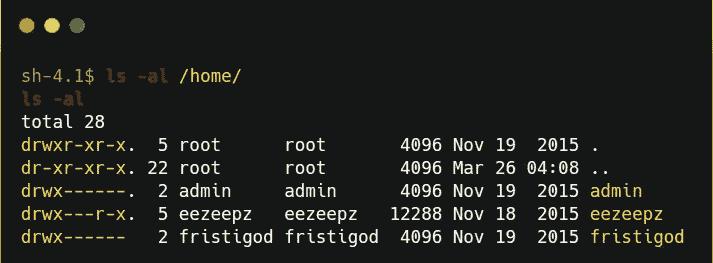 sh-4.1$ ls -al /home/
ls -al
total 28
drwxr-xr-x.  5 root      root       4096 Nov 19  2015 .
dr-xr-xr-x. 22 root      root       4096 Mar 26 04:08 ..
drwx------.  2 admin     admin      4096 Nov 19  2015 admin
drwx---r-x.  5 eezeepz   eezeepz   12288 Nov 18  2015 eezeepz
drwx------   2 fristigod fristigod  4096 Nov 19  2015 fristigod